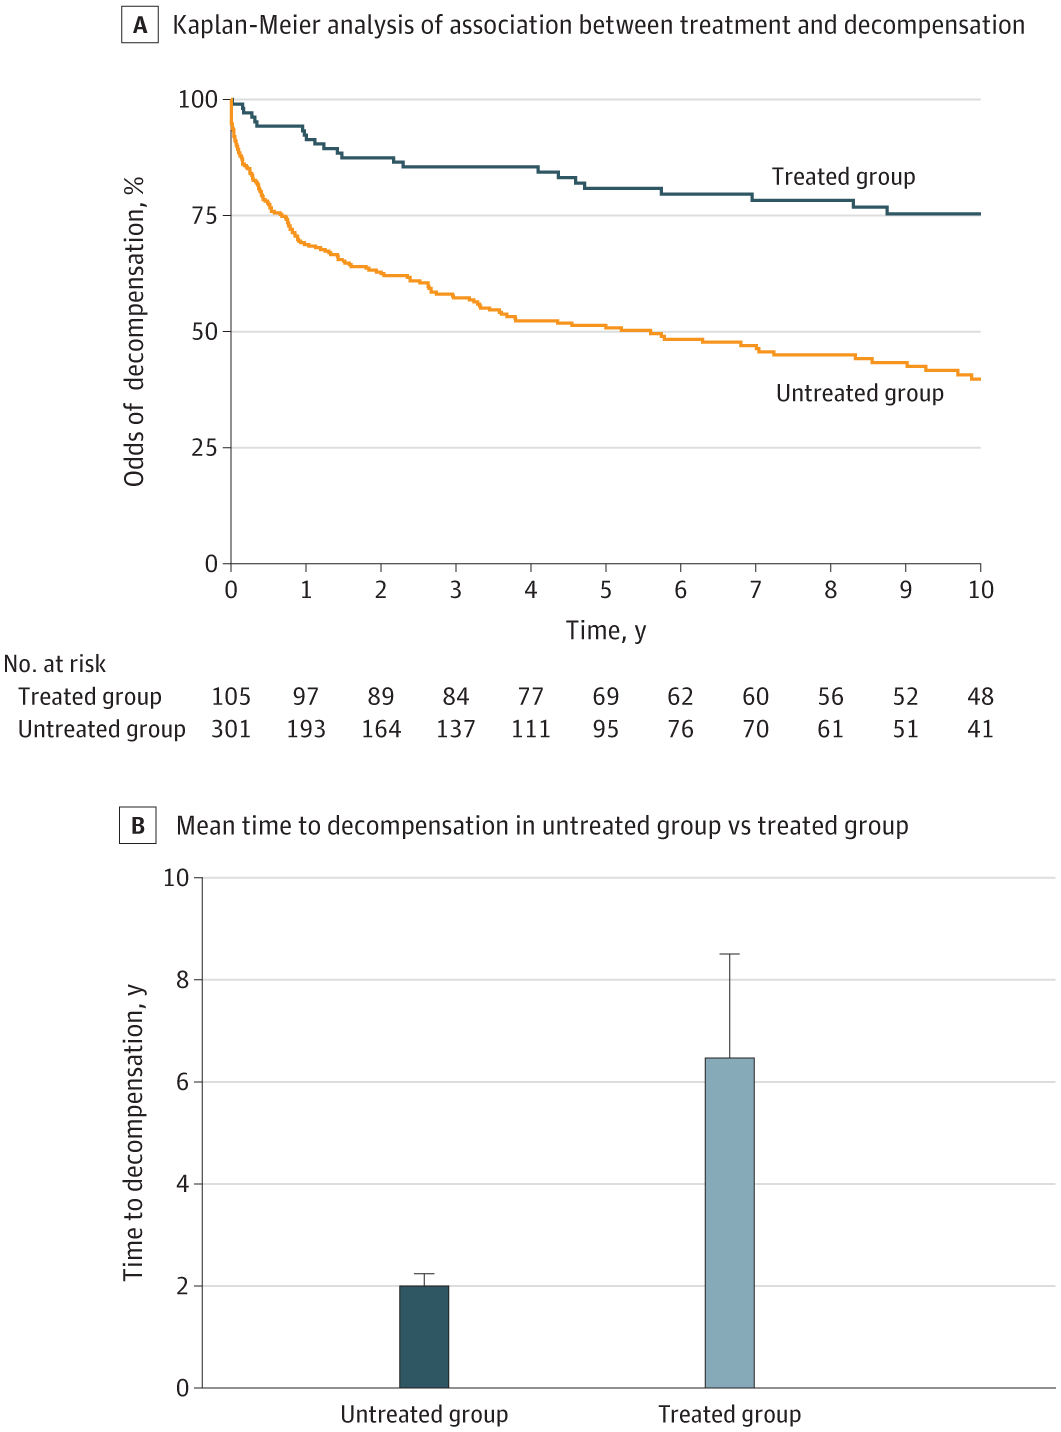 A Kaplan-Meier analysis of association between treatment and decompensation
100
75
50
25
0
Odds of decompensation, %
Treated group
Untreated group
0 1 2 3 4 5 6 7 8 9 10
Time, y
No. at risk
Treated group 105 97 89 84 77 69 62 60 56 52 48
Untreated group 301 193 164 137 111 95 76 70 61 51 41
B Mean time to decompensation in untreated group vs treated group
10
8
6
4
2
0
Time to decompensation, y
Untreated group Treated group